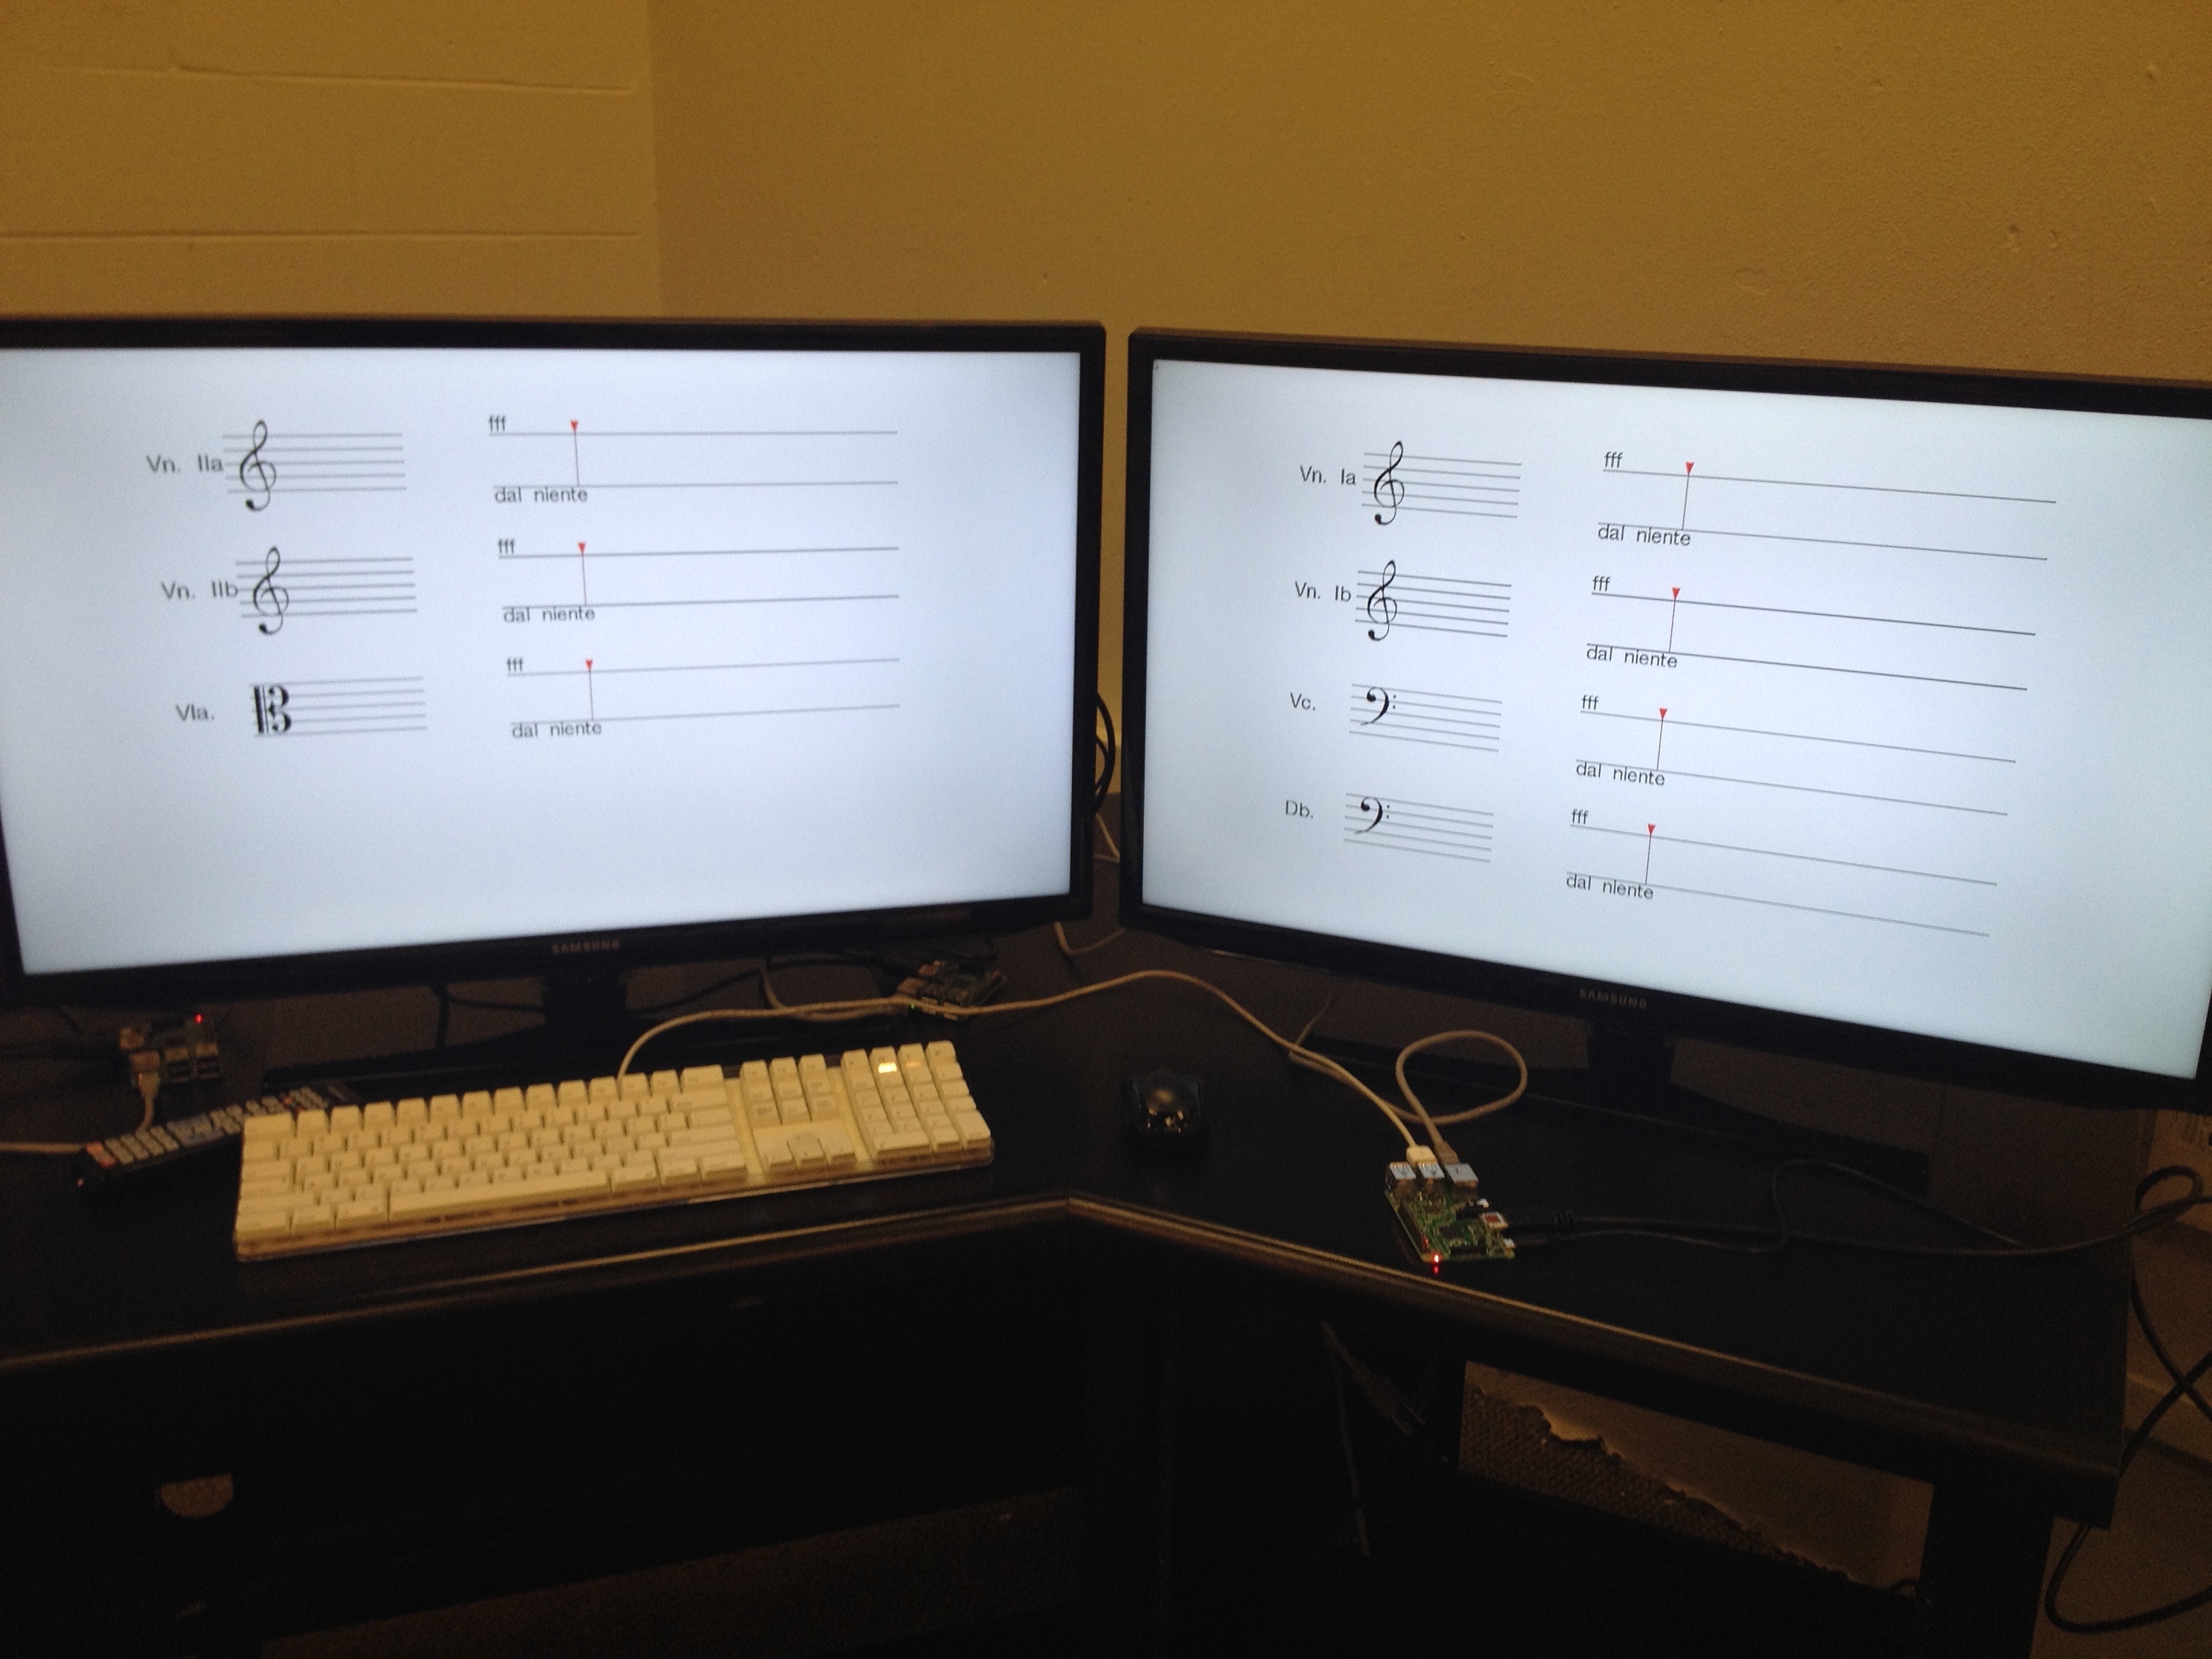 fff
Vn. IIa
dal niente
fff
Vn. IIb
dal niente
fff
Vla.
dal niente
SAMSUNG
fff
Vn. Ia
dal niente
fff
Vn. Ib
dal niente
fff
Vc.
dal niente
fff
Db.
dal niente
SAMSUNG